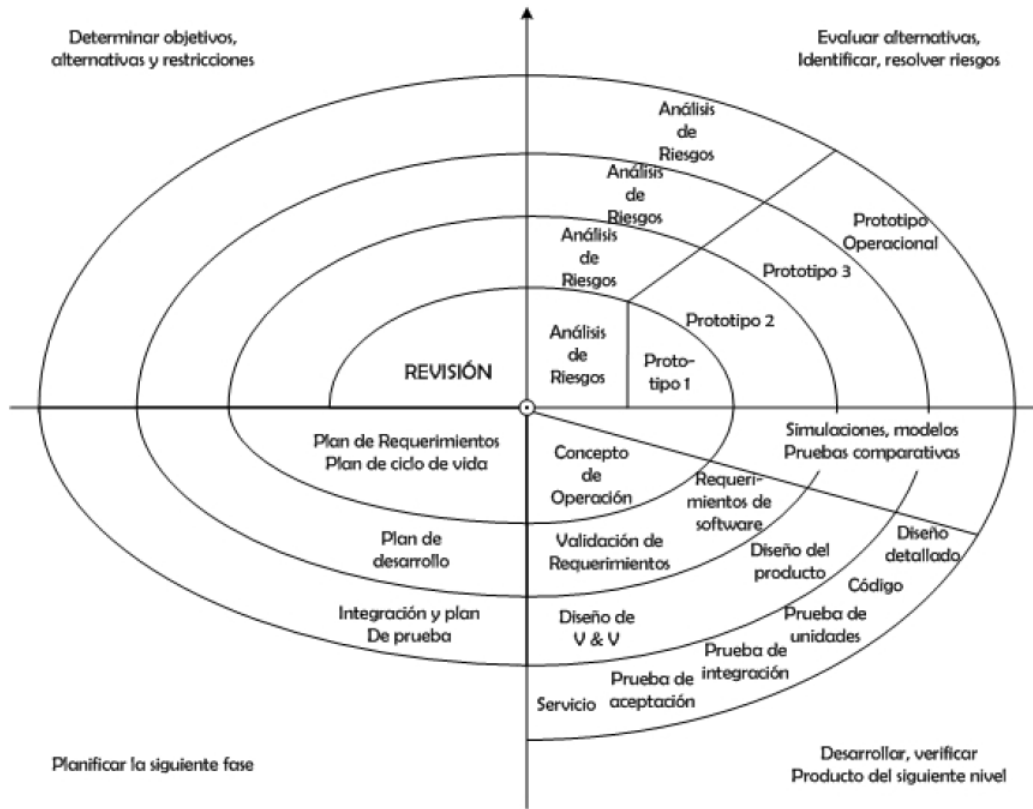 Determinar objetivos,
alternativas y restricciones
Evaluar alternativas,
Identificar, resolver riesgos
Análisis
de
Riesgos
Análisis
de
Riesgos
Análisis
de
Riesgos
Análisis
de
Riesgos
Prototipo
Operacional
Prototipo 3
Prototipo 2
Proto-
tipo 1
REVISIÓN
Plan de Requerimientos
Plan de ciclo de vida
Concepto
de
Operación
Simulaciones, modelos
Pruebas comparativas
Requeri-
mientos de
software
Plan de
desarrollo
Validación de
Requerimientos
Diseño del
producto
Diseño
detallado
Código
Integración y plan
De prueba
Diseño de
V & V
Prueba de
unidades
Prueba de
integración
Prueba de
aceptación
Servicio
Planificar la siguiente fase
Desarrollar, verificar
Producto del siguiente nivel